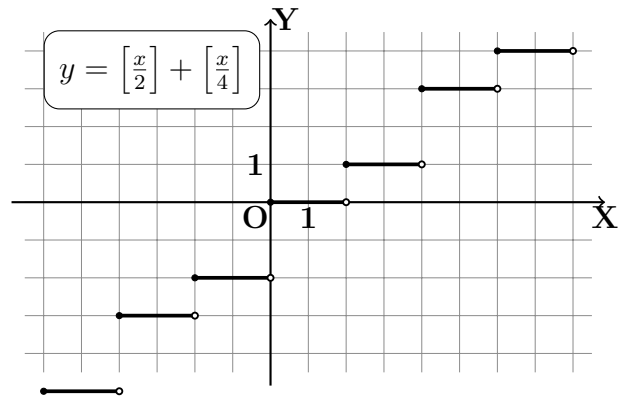 Y
y = [x/2] + [x/4]
1
O 1 X